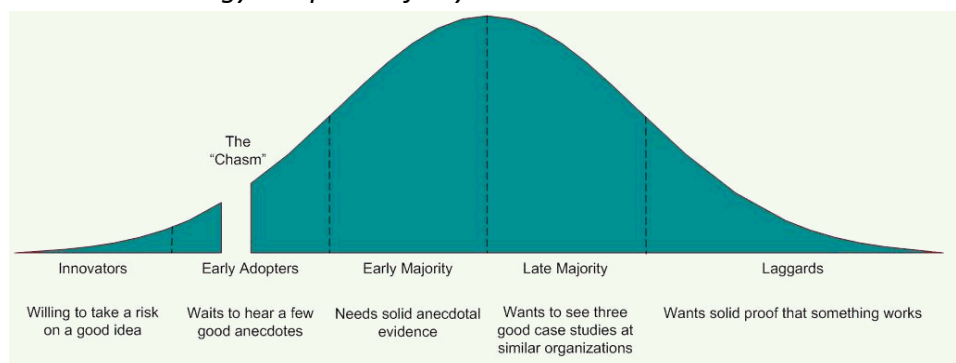 The
"Chasm"
Innovators
Early Adopters
Early Majority
Late Majority
Laggards
Willing to take a risk
on a good idea
Waits to hear a few
good anecdotes
Needs solid anecdotal
evidence
Wants to see three
good case studies at
similar organizations
Wants solid proof that something works